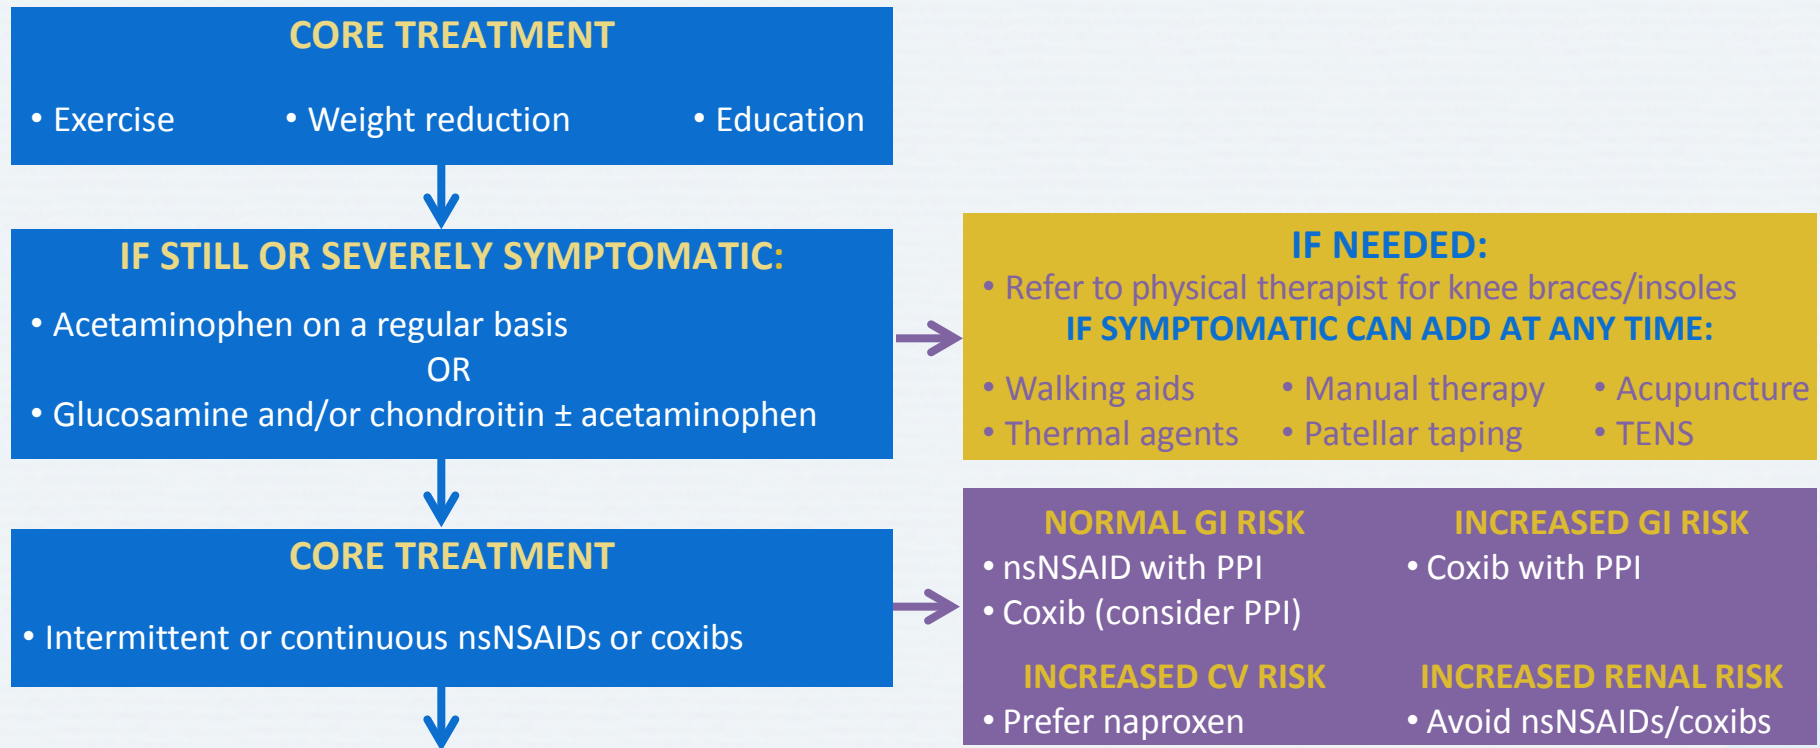 CORE TREATMENT
• Exercise • Weight reduction • Education
IF STILL OR SEVERELY SYMPTOMATIC:
• Acetaminophen on a regular basis
OR
• Glucosamine and/or chondroitin ± acetaminophen
IF NEEDED:
• Refer to physical therapist for knee braces/insoles
IF SYMPTOMATIC CAN ADD AT ANY TIME:
• Walking aids • Manual therapy • Acupuncture
• Thermal agents • Patellar taping • TENS
CORE TREATMENT
• Intermittent or continuous nsNSAIDs or coxibs
NORMAL GI RISK
• nsNSAID with PPI
• Coxib (consider PPI)
INCREASED GI RISK
• Coxib with PPI
INCREASED CV RISK
• Prefer naproxen
INCREASED RENAL RISK
• Avoid nsNSAIDs/coxibs